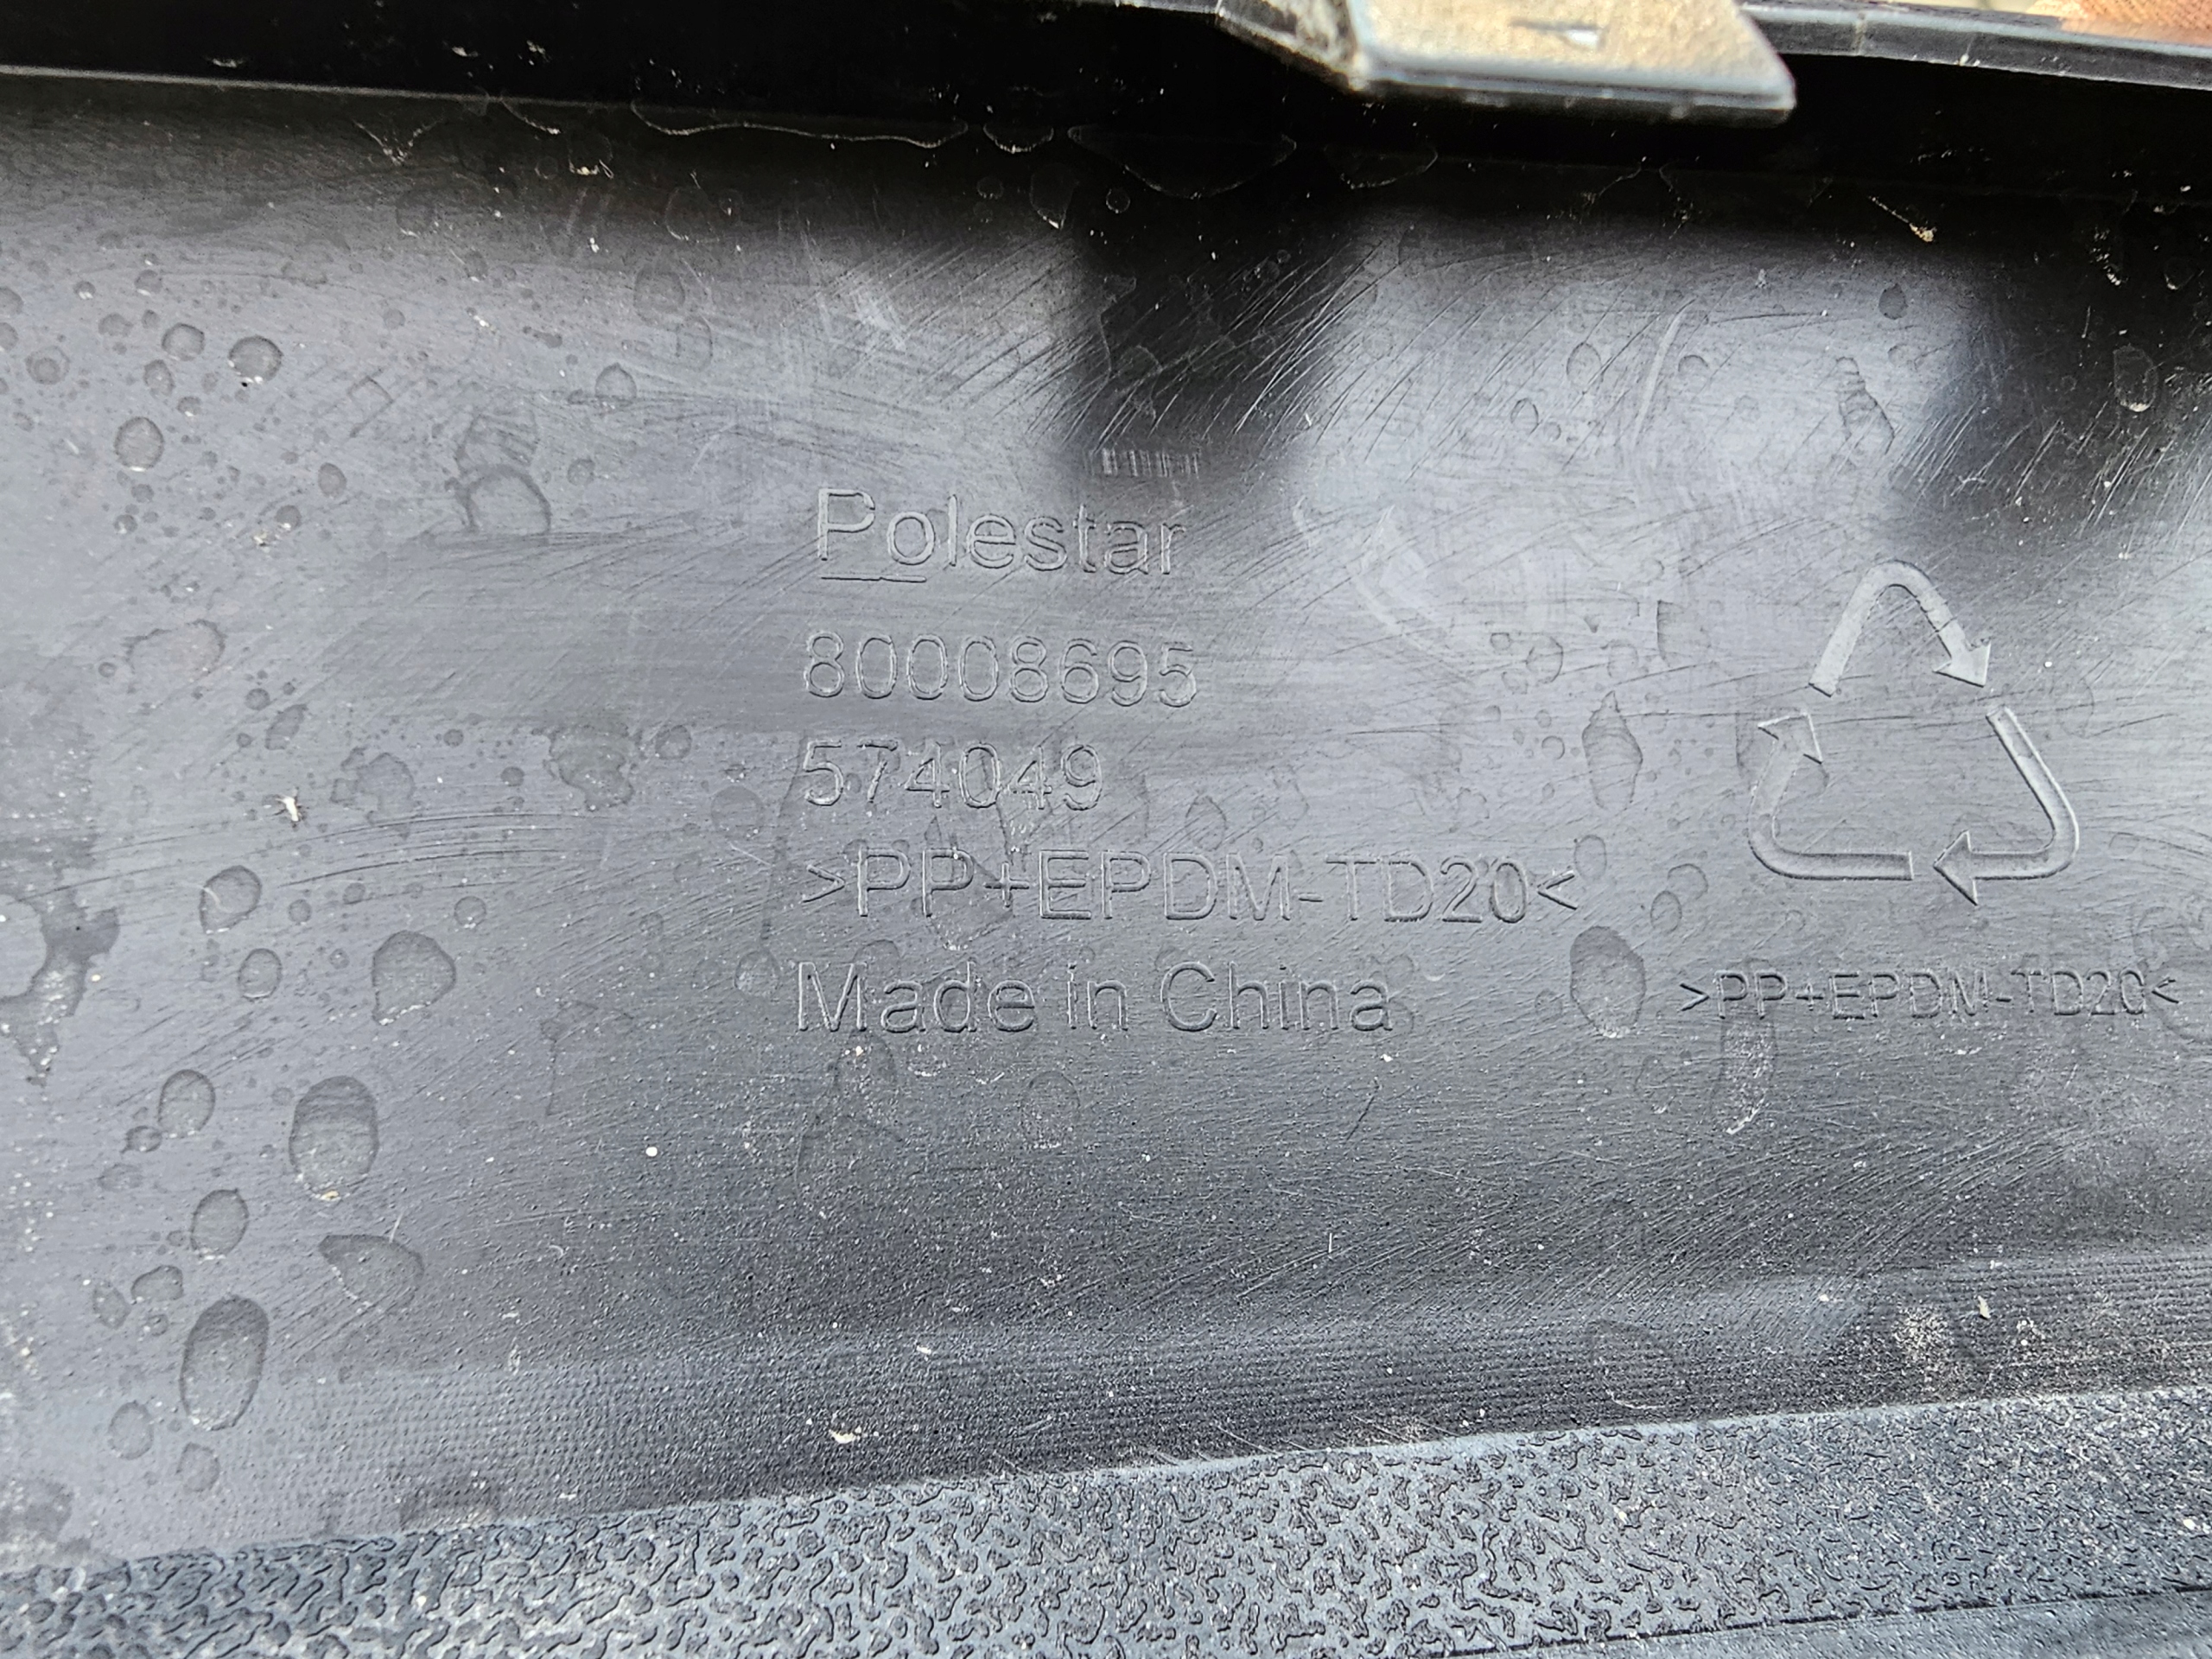 Polestar
80008695
574049
>PP+EPDM-TD20<
Made in China
>PP+EPDM-TD20<